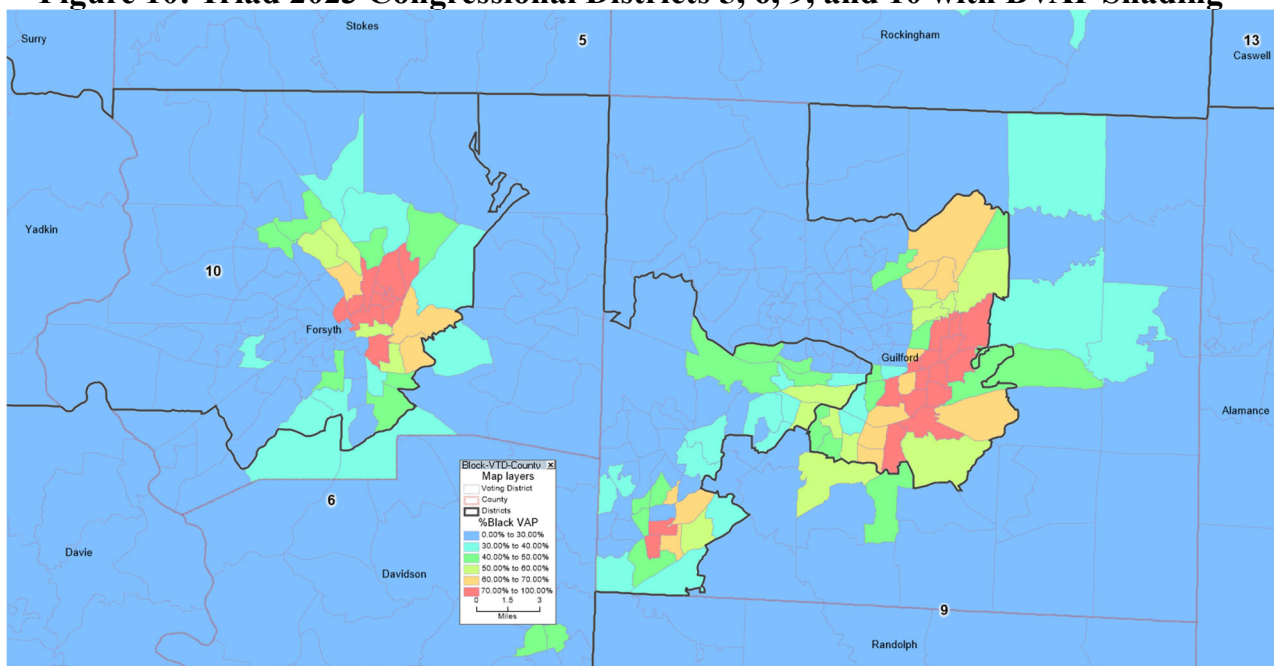 Figure 10: Triad 2023 Congressional Districts 5, 6, 9, and 10 with BVAP Shading
Surry
Stokes
5
Rockingham
13
Caswell
Yadkin
10
Forsyth
Guilford
Alamance
6
Davie
Davidson
9
Randolph
Block-VTD-County
Map layers
Voting District
County
Districts
%Black VAP
0.00% to 30.00%
30.00% to 40.00%
40.00% to 50.00%
50.00% to 60.00%
60.00% to 70.00%
70.00% to 100.00%
0 1.5 3
Miles